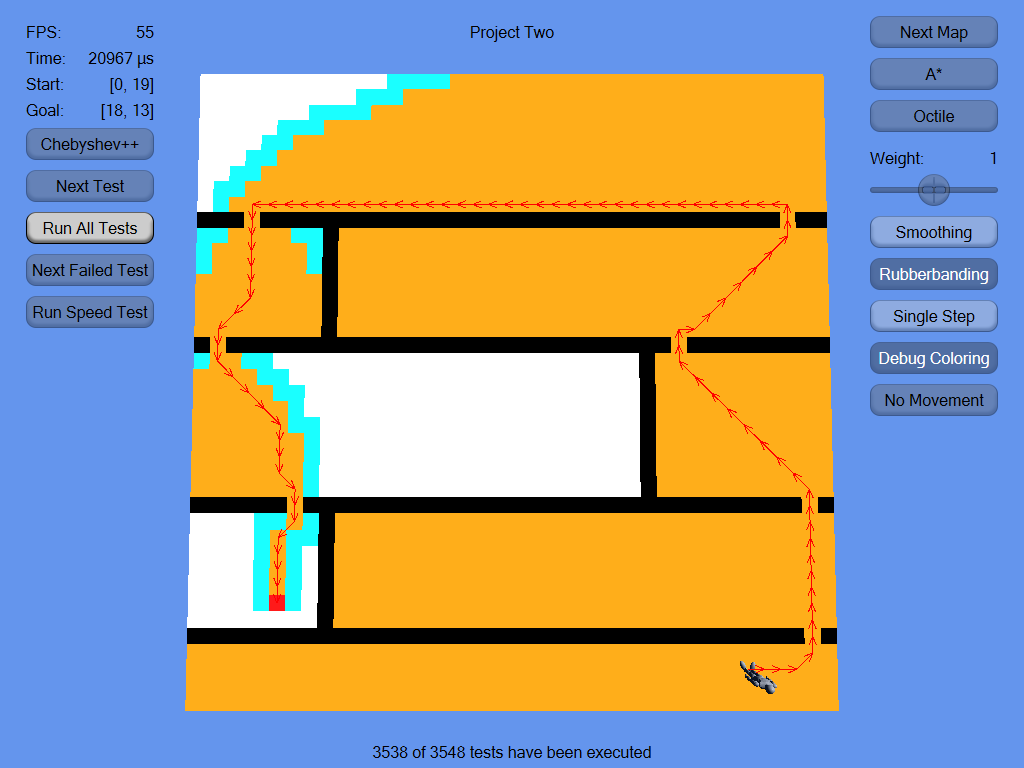 Project Two
FPS: 55
Time: 20967 µs
Start: [0, 19]
Goal: [18, 13]
Chebyshev++
Next Test
Run All Tests
Next Failed Test
Run Speed Test
Next Map
A*
Octile
Weight: 1
Smoothing
Rubberbanding
Single Step
Debug Coloring
No Movement
3538 of 3548 tests have been executed